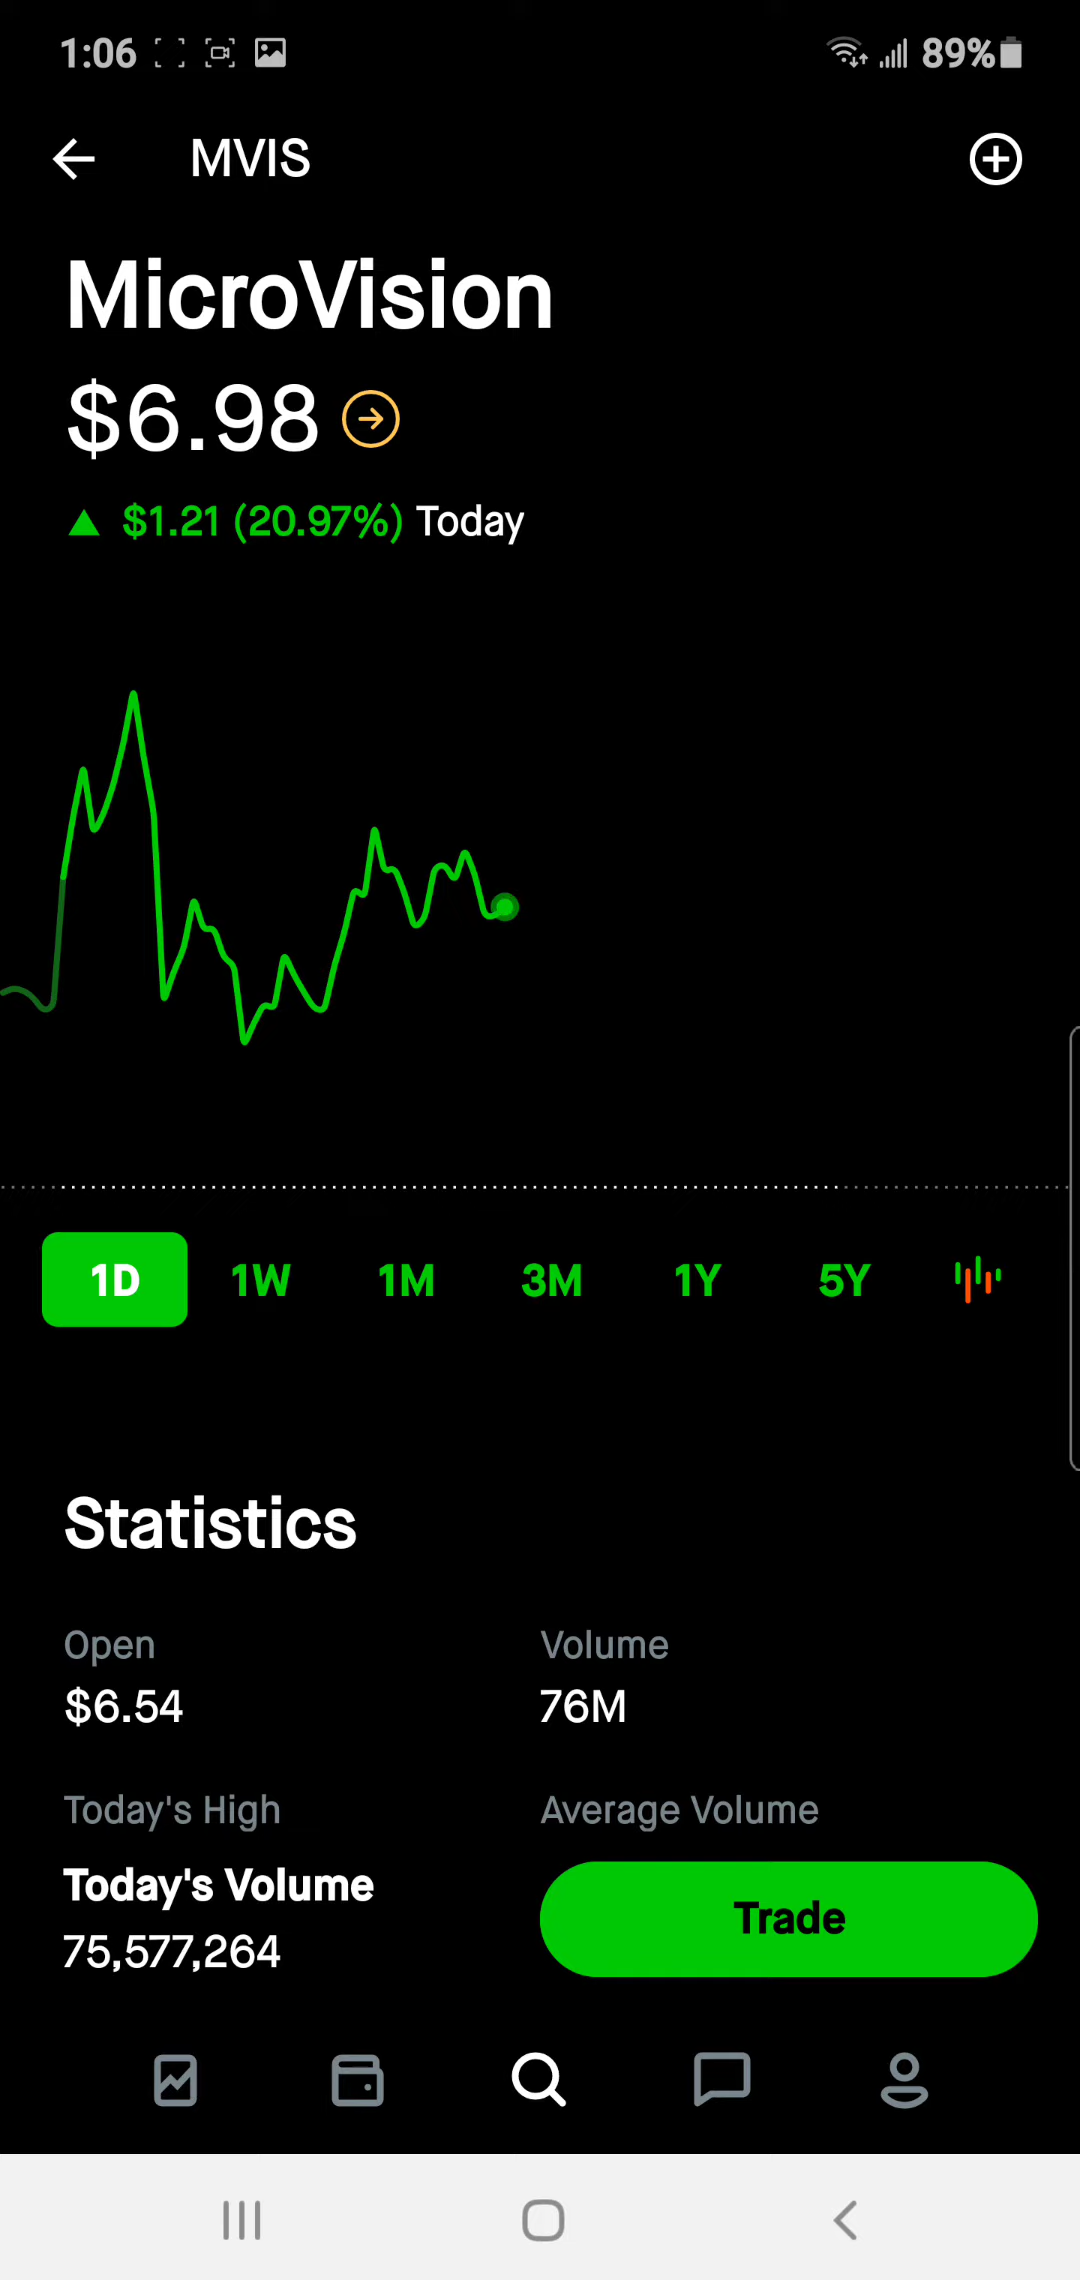 1:06 89%
MVIS
MicroVision
$6.98
$1.21 (20.97%) Today
1D 1W 1M 3M 1Y 5Y
Statistics
Open Volume
$6.54 76M
Today's High Average Volume
Today's Volume
75,577,264
Trade